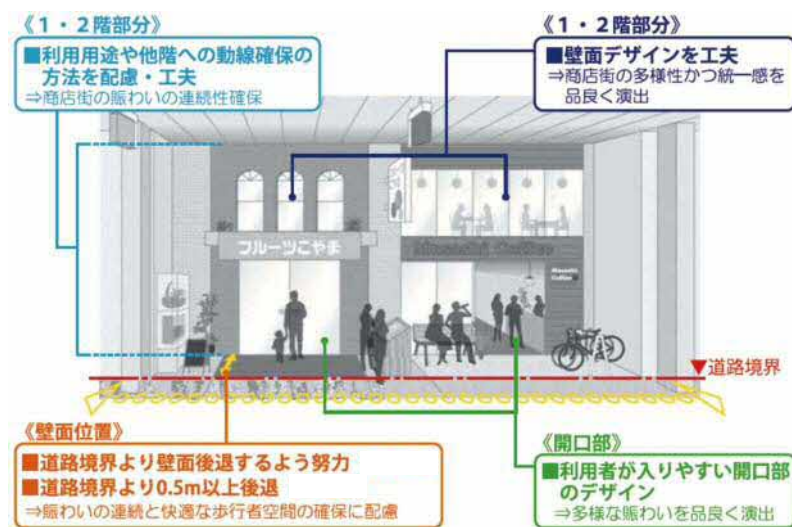 《1・2階部分》
■利用用途や他階への動線確保の
方法を配慮・工夫
⇒商店街の賑わいの連続性確保
《1・2階部分》
■壁面デザインを工夫
⇒商店街の多様性かつ統一感を
品良く演出
フルーツこやま
Musashi Coffee
Musashi
Coffee
▼道路境界
《壁面位置》
■道路境界より壁面後退するよう努力
■道路境界より0.5m以上後退
⇒賑わいの連続と快適な歩行者空間の確保に配慮
《開口部》
■利用者が入りやすい開口部
のデザイン
⇒多様な賑わいを品良く演出